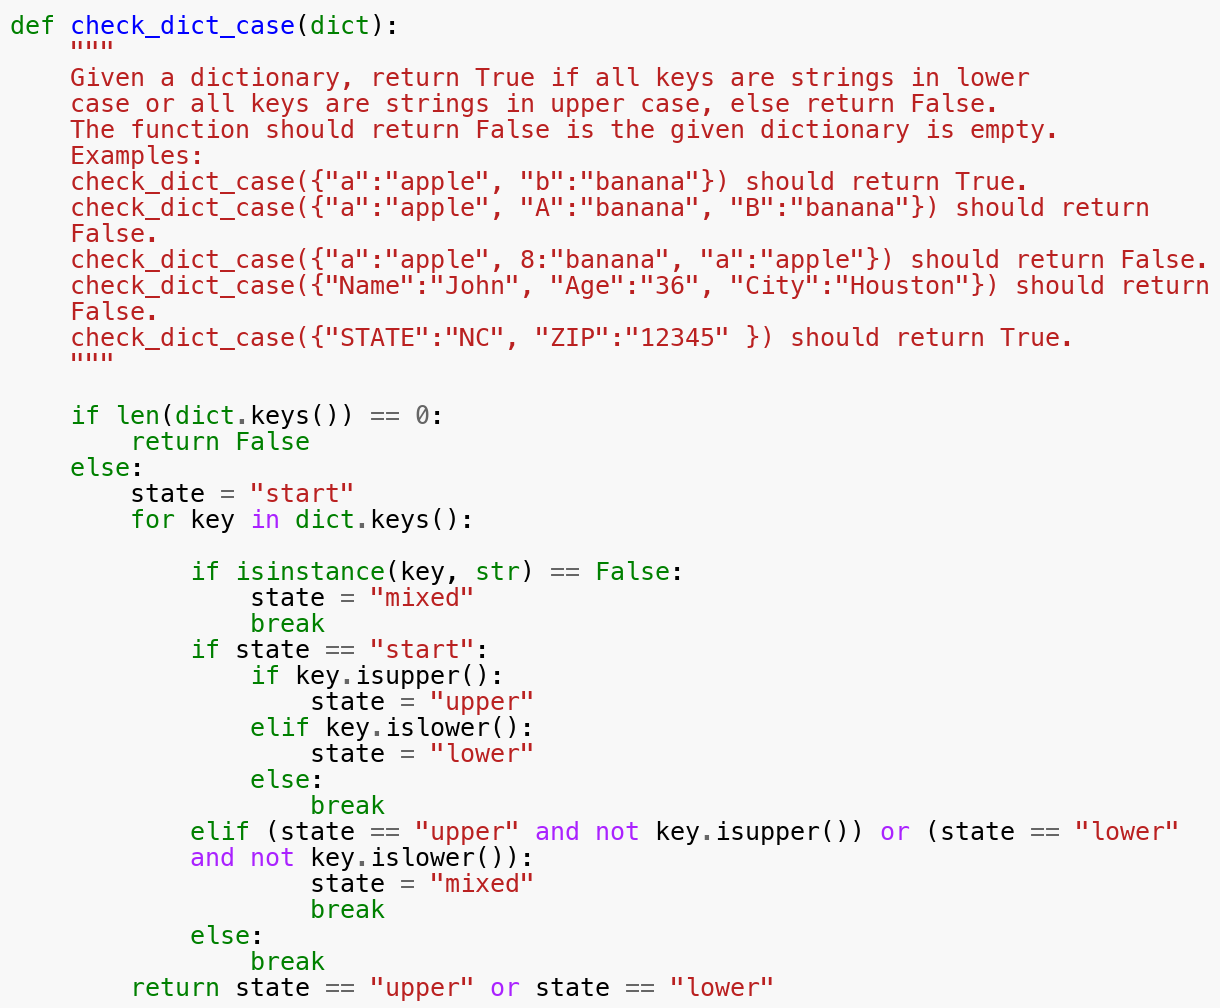 def check_dict_case(dict):
    """
    Given a dictionary, return True if all keys are strings in lower
    case or all keys are strings in upper case, else return False.
    The function should return False is the given dictionary is empty.
    Examples:
    check_dict_case({"a":"apple", "b":"banana"}) should return True.
    check_dict_case({"a":"apple", "A":"banana", "B":"banana"}) should return
    False.
    check_dict_case({"a":"apple", 8:"banana", "a":"apple"}) should return False.
    check_dict_case({"Name":"John", "Age":"36", "City":"Houston"}) should return
    False.
    check_dict_case({"STATE":"NC", "ZIP":"12345" }) should return True.
    """

    if len(dict.keys()) == 0:
        return False
    else:
        state = "start"
        for key in dict.keys():

            if isinstance(key, str) == False:
                state = "mixed"
                break
            if state == "start":
                if key.isupper():
                    state = "upper"
                elif key.islower():
                    state = "lower"
                else:
                    break
            elif (state == "upper" and not key.isupper()) or (state == "lower"
            and not key.islower()):
                    state = "mixed"
                    break
            else:
                break
        return state == "upper" or state == "lower"